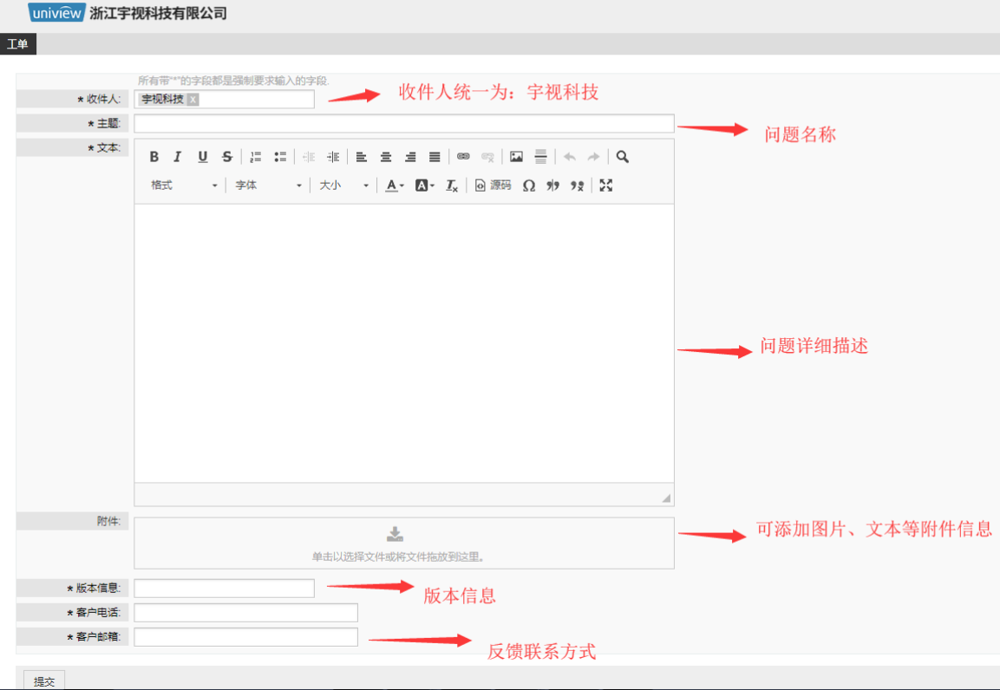 uniview 浙江宇视科技有限公司
工单
所有带"*"的字段都是强制要求输入的字段.
* 收件人: 宇视科技 x 收件人统一为：宇视科技
* 主题: 问题名称
* 文本:
B I U S
格式 字体 大小 A A Tx 源码 Ω
问题详细描述
附件: 可添加图片、文本等附件信息
单击以选择文件或将文件拖放到这里。
* 版本信息: 版本信息
* 客户电话:
* 客户邮箱: 反馈联系方式
提交